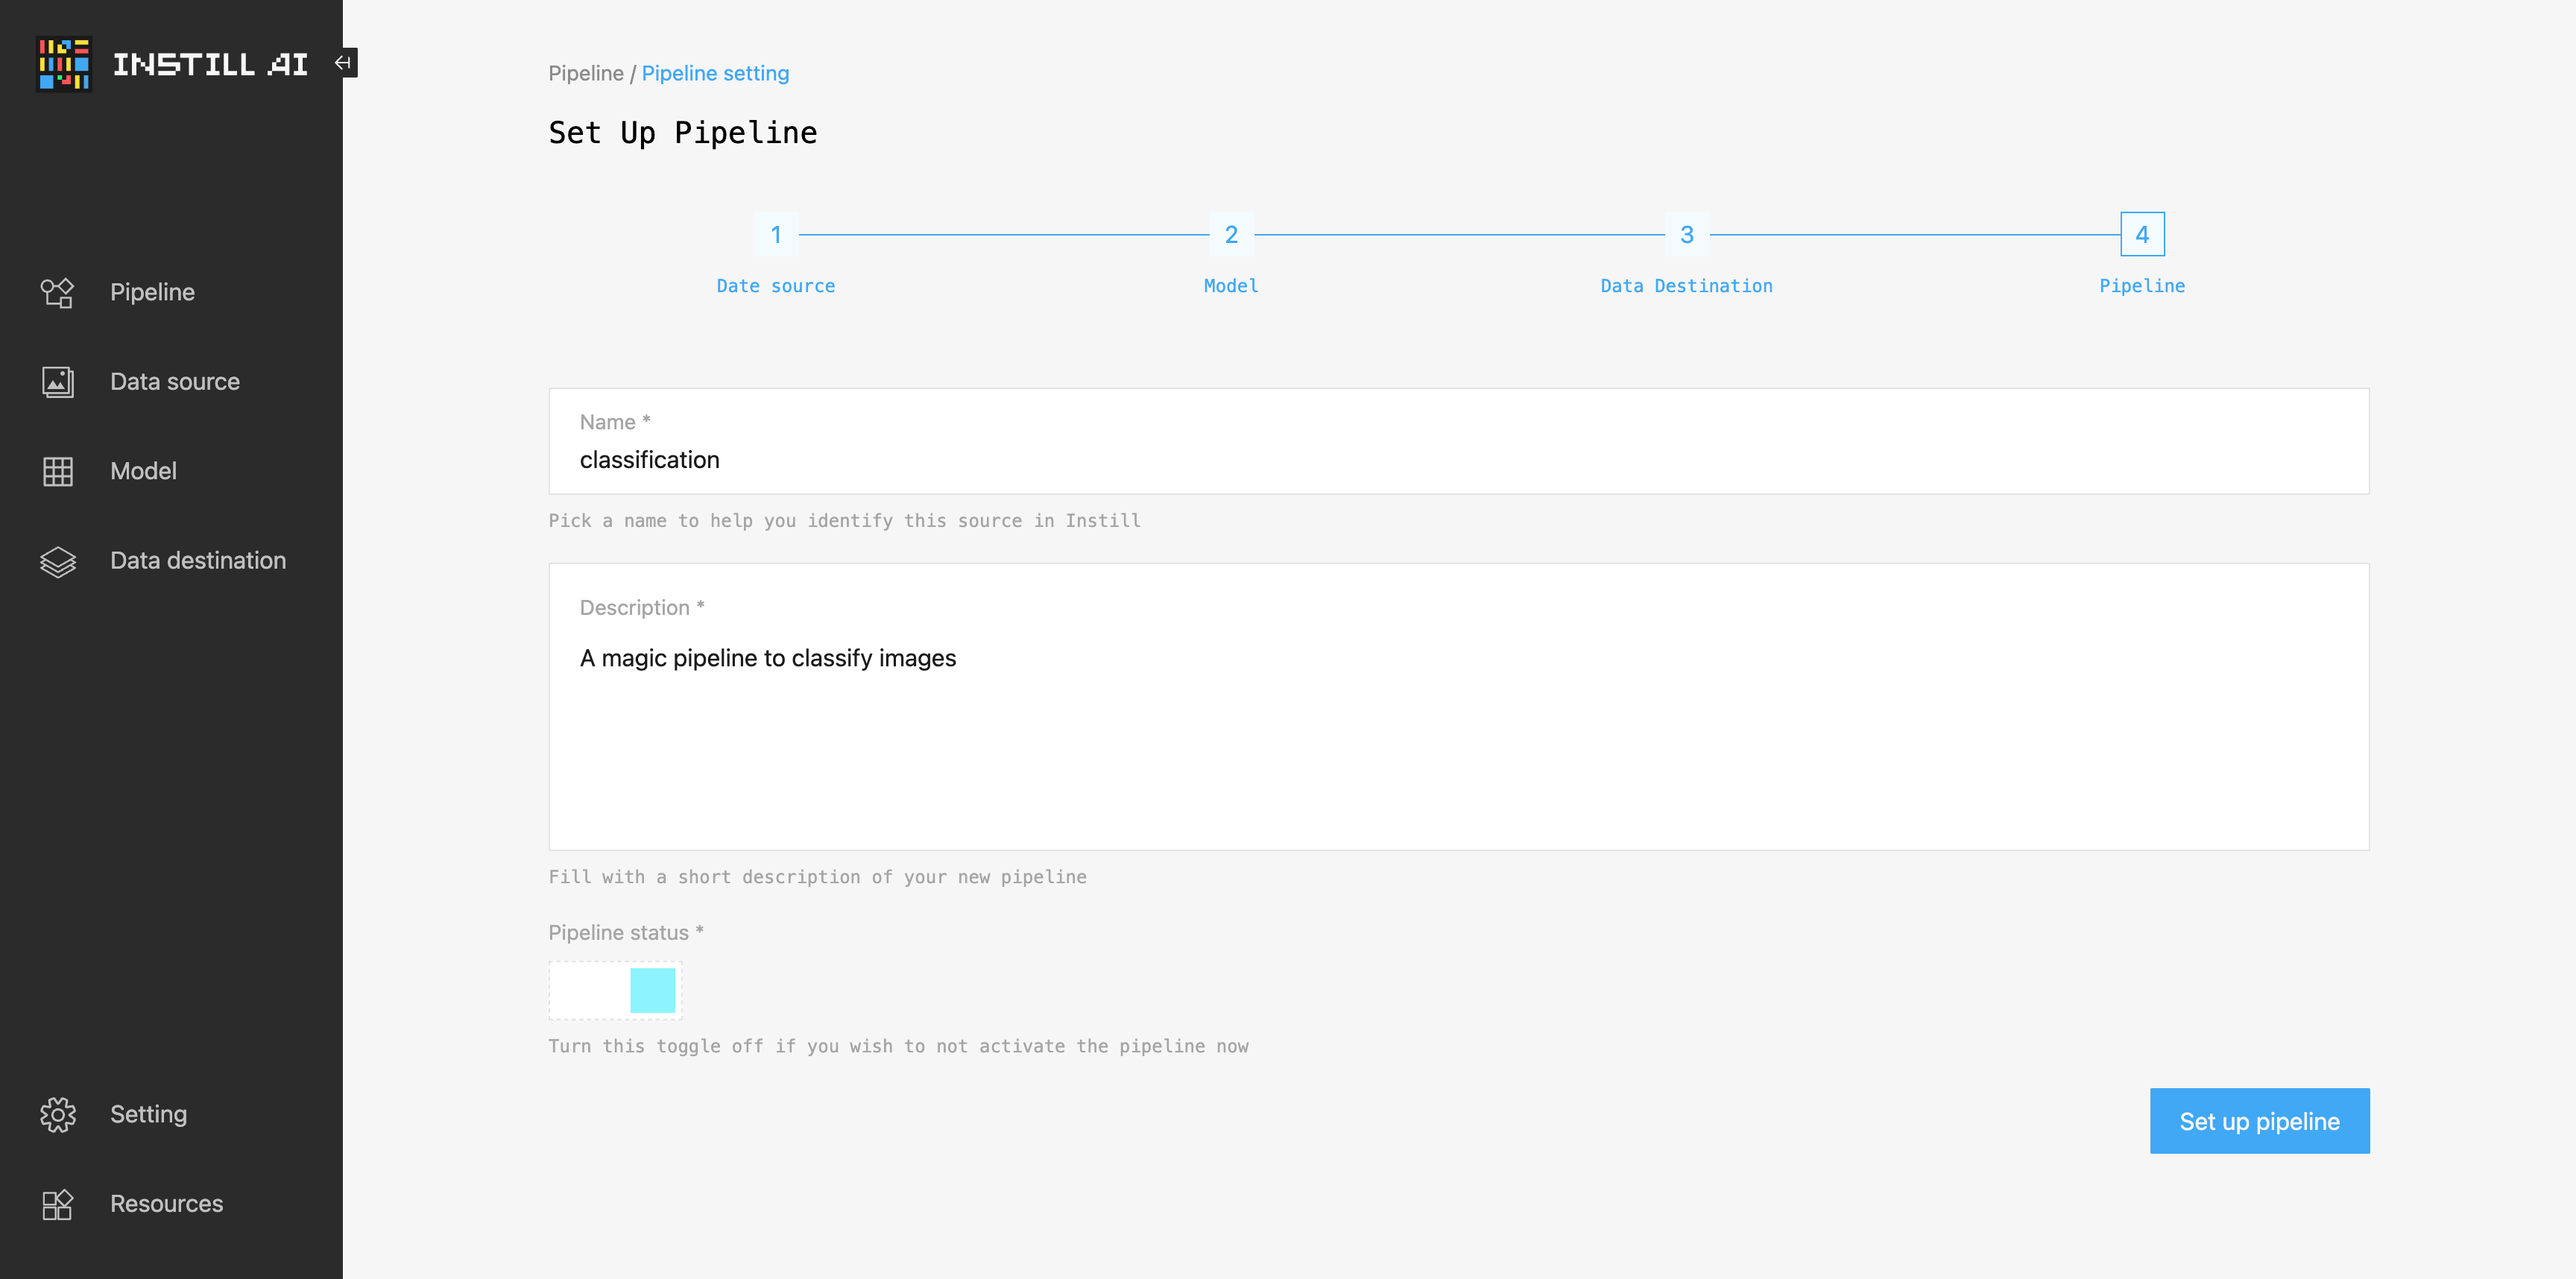 INSTILL AI
Pipeline
Data source
Model
Data destination
Setting
Resources
Pipeline / Pipeline setting
Set Up Pipeline
1
2
3
4
Date source
Model
Data Destination
Pipeline
Name *
classification
Pick a name to help you identify this source in Instill
Description *
A magic pipeline to classify images
Fill with a short description of your new pipeline
Pipeline status *
Turn this toggle off if you wish to not activate the pipeline now
Set up pipeline